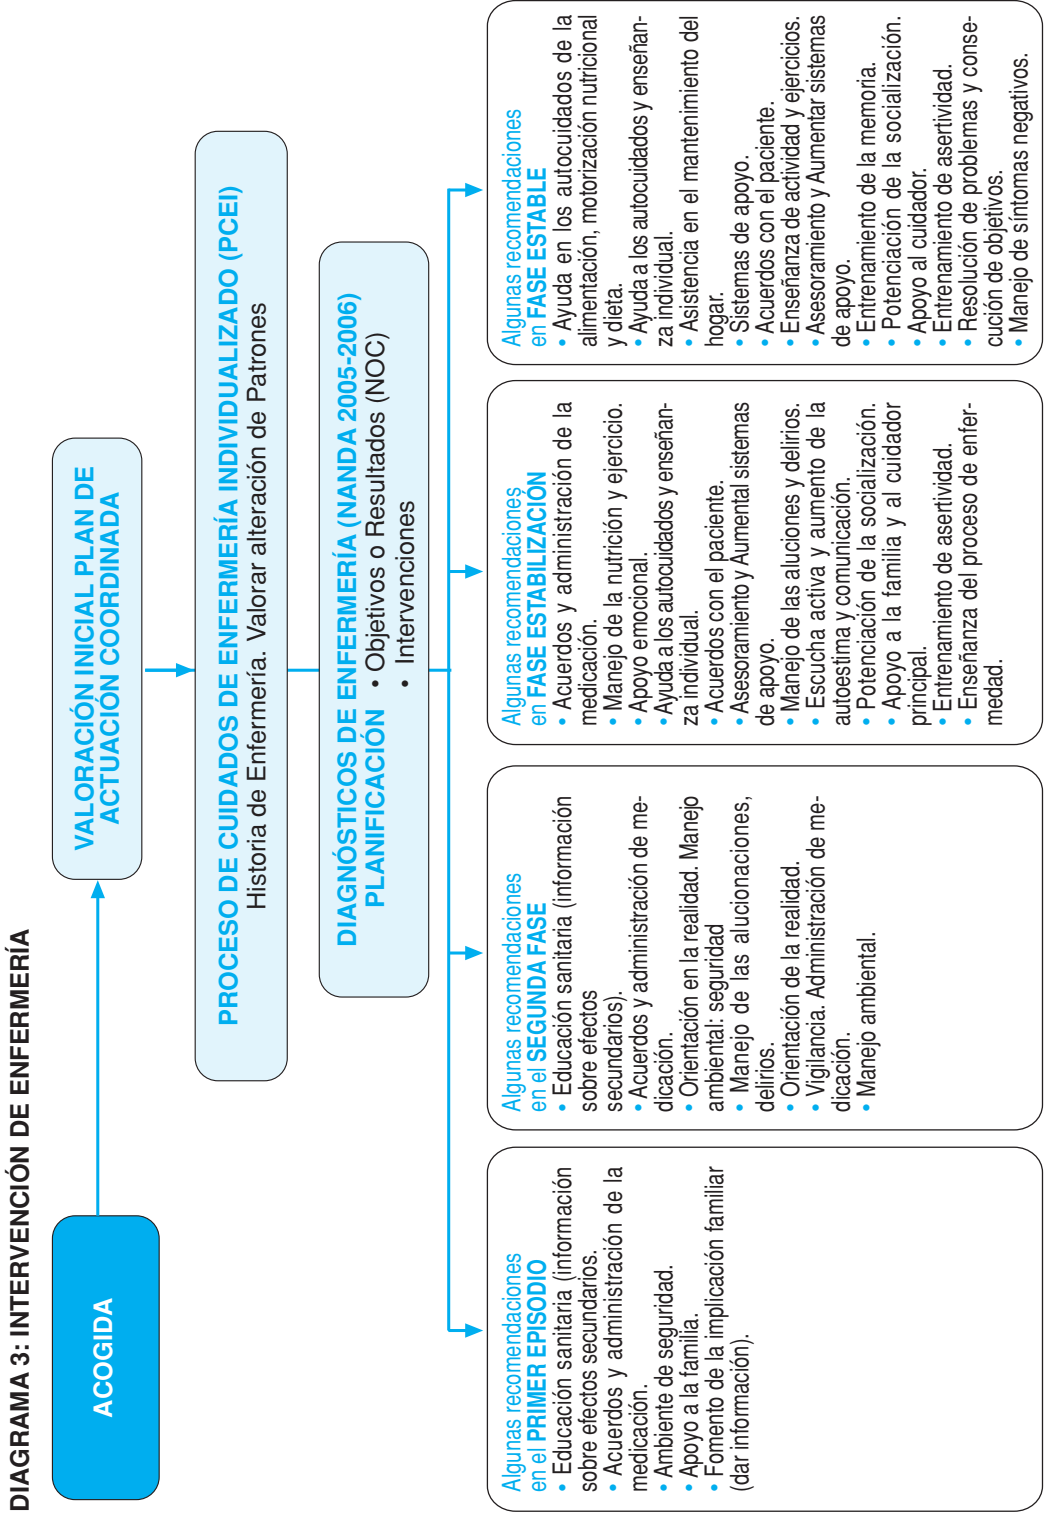 DIAGRAMA 3: INTERVENCIÓN DE ENFERMERÍA
ACOGIDA
VALORACIÓN INICIAL PLAN DE
ACTUACIÓN COORDINADA
PROCESO DE CUIDADOS DE ENFERMERÍA INDIVIDUALIZADO (PCEI)
Historia de Enfermería. Valorar alteración de Patrones
DIAGNÓSTICOS DE ENFERMERÍA (NANDA 2005-2006)
PLANIFICACIÓN • Objetivos o Resultados (NOC)
• Intervenciones
Algunas recomendaciones
en el PRIMER EPISODIO
• Educación sanitaria (información
sobre efectos secundarios.
• Acuerdos y administración de la
medicación.
• Ambiente de seguridad.
• Apoyo a la familia.
• Fomento de la implicación familiar
(dar información).
Algunas recomendaciones
en el SEGUNDA FASE
• Educación sanitaria (información
sobre efectos
secundarios).
• Acuerdos y administración de me-
dicación.
• Orientación en la realidad. Manejo
ambiental: seguridad
• Manejo de las alucionaciones,
delirios.
• Orientación de la realidad.
• Vigilancia. Administración de me-
dicación.
• Manejo ambiental.
Algunas recomendaciones
en FASE ESTABILIZACIÓN
• Acuerdos y administración de la
medicación.
• Manejo de la nutrición y ejercicio.
• Apoyo emocional.
• Ayuda a los autocuidados y enseñan-
za individual.
• Acuerdos con el paciente.
• Asesoramiento y Aumental sistemas
de apoyo.
• Manejo de las aluciones y delirios.
• Escucha activa y aumento de la
autoestima y comunicación.
• Potenciación de la socialización.
• Apoyo a la familia y al cuidador
principal.
• Entrenamiento de asertividad.
• Enseñanza del proceso de enfer-
medad.
Algunas recomendaciones
en FASE ESTABLE
• Ayuda en los autocuidados de la
alimentación, motorización nutricional
y dieta.
• Ayuda a los autocuidados y enseñan-
za individual.
• Asistencia en el mantenimiento del
hogar.
• Sistemas de apoyo.
• Acuerdos con el paciente.
• Enseñanza de actividad y ejercicios.
• Asesoramiento y Aumentar sistemas
de apoyo.
• Entrenamiento de la memoria.
• Potenciación de la socialización.
• Apoyo al cuidador.
• Entrenamiento de asertividad.
• Resolución de problemas y conse-
cución de objetivos.
• Manejo de síntomas negativos.